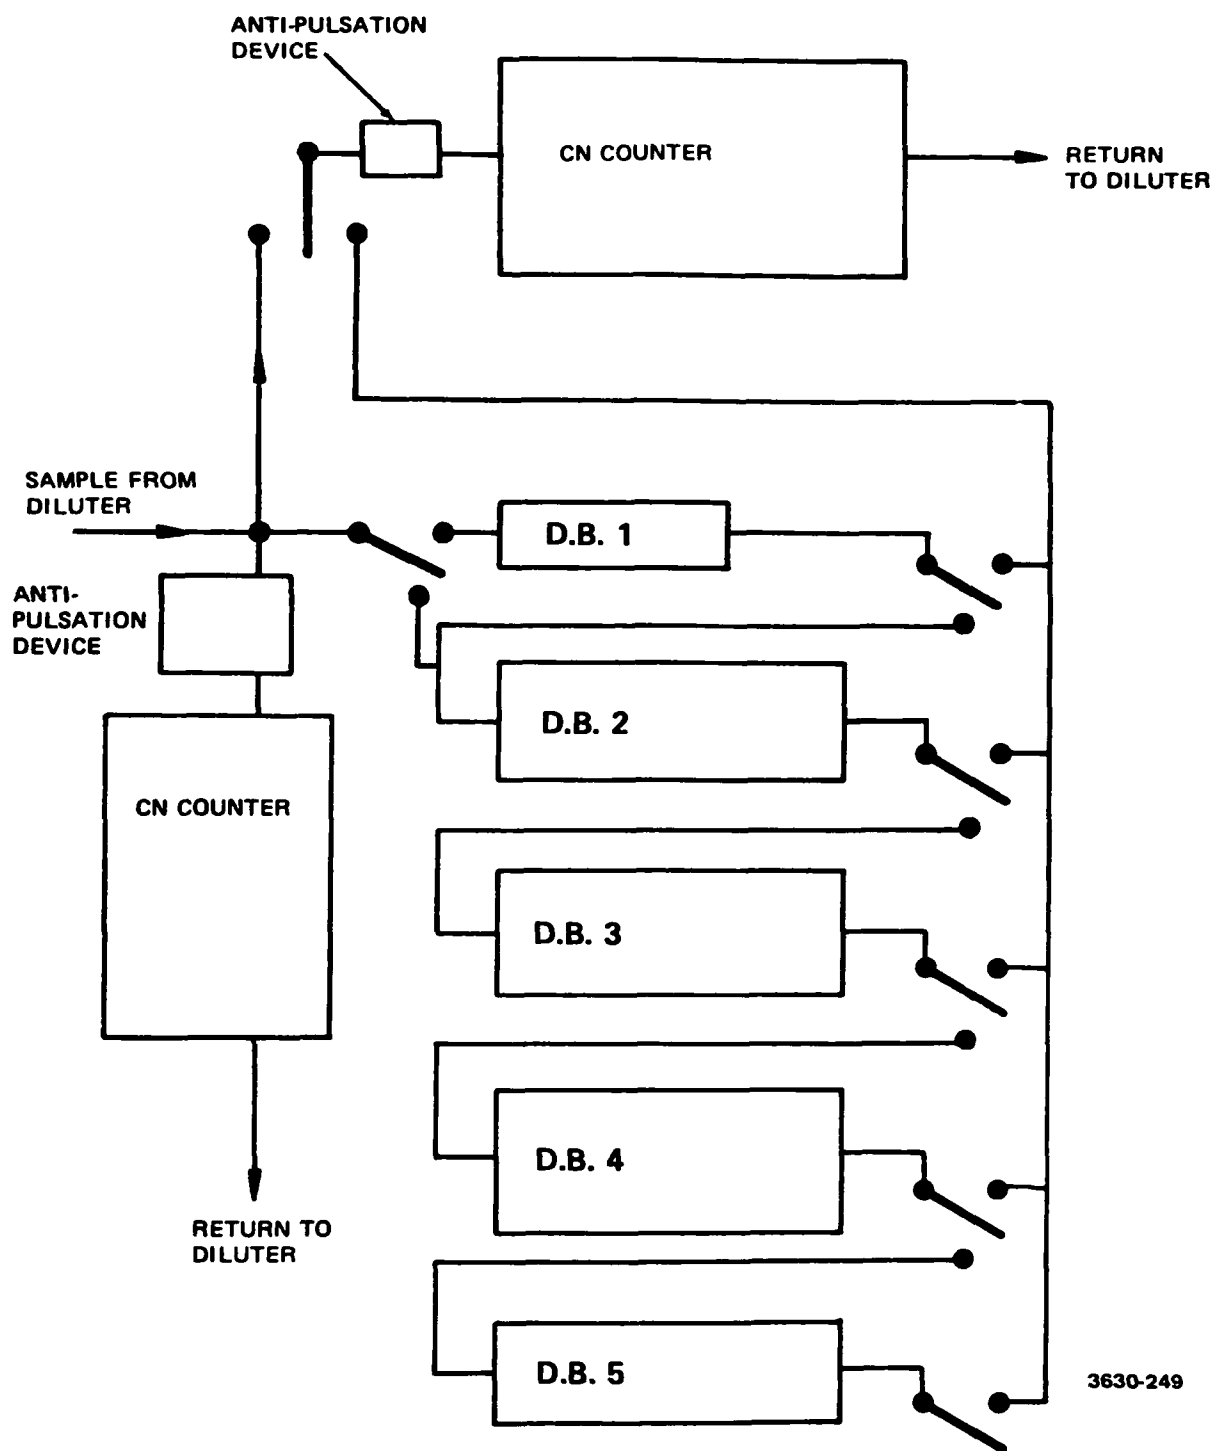 ANTI-PULSATION
DEVICE
CN COUNTER
RETURN
TO DILUTER
SAMPLE FROM
DILUTER
D.B. 1
ANTI-
PULSATION
DEVICE
D.B. 2
CN COUNTER
D.B. 3
D.B. 4
RETURN TO
DILUTER
D.B. 5
3630-249